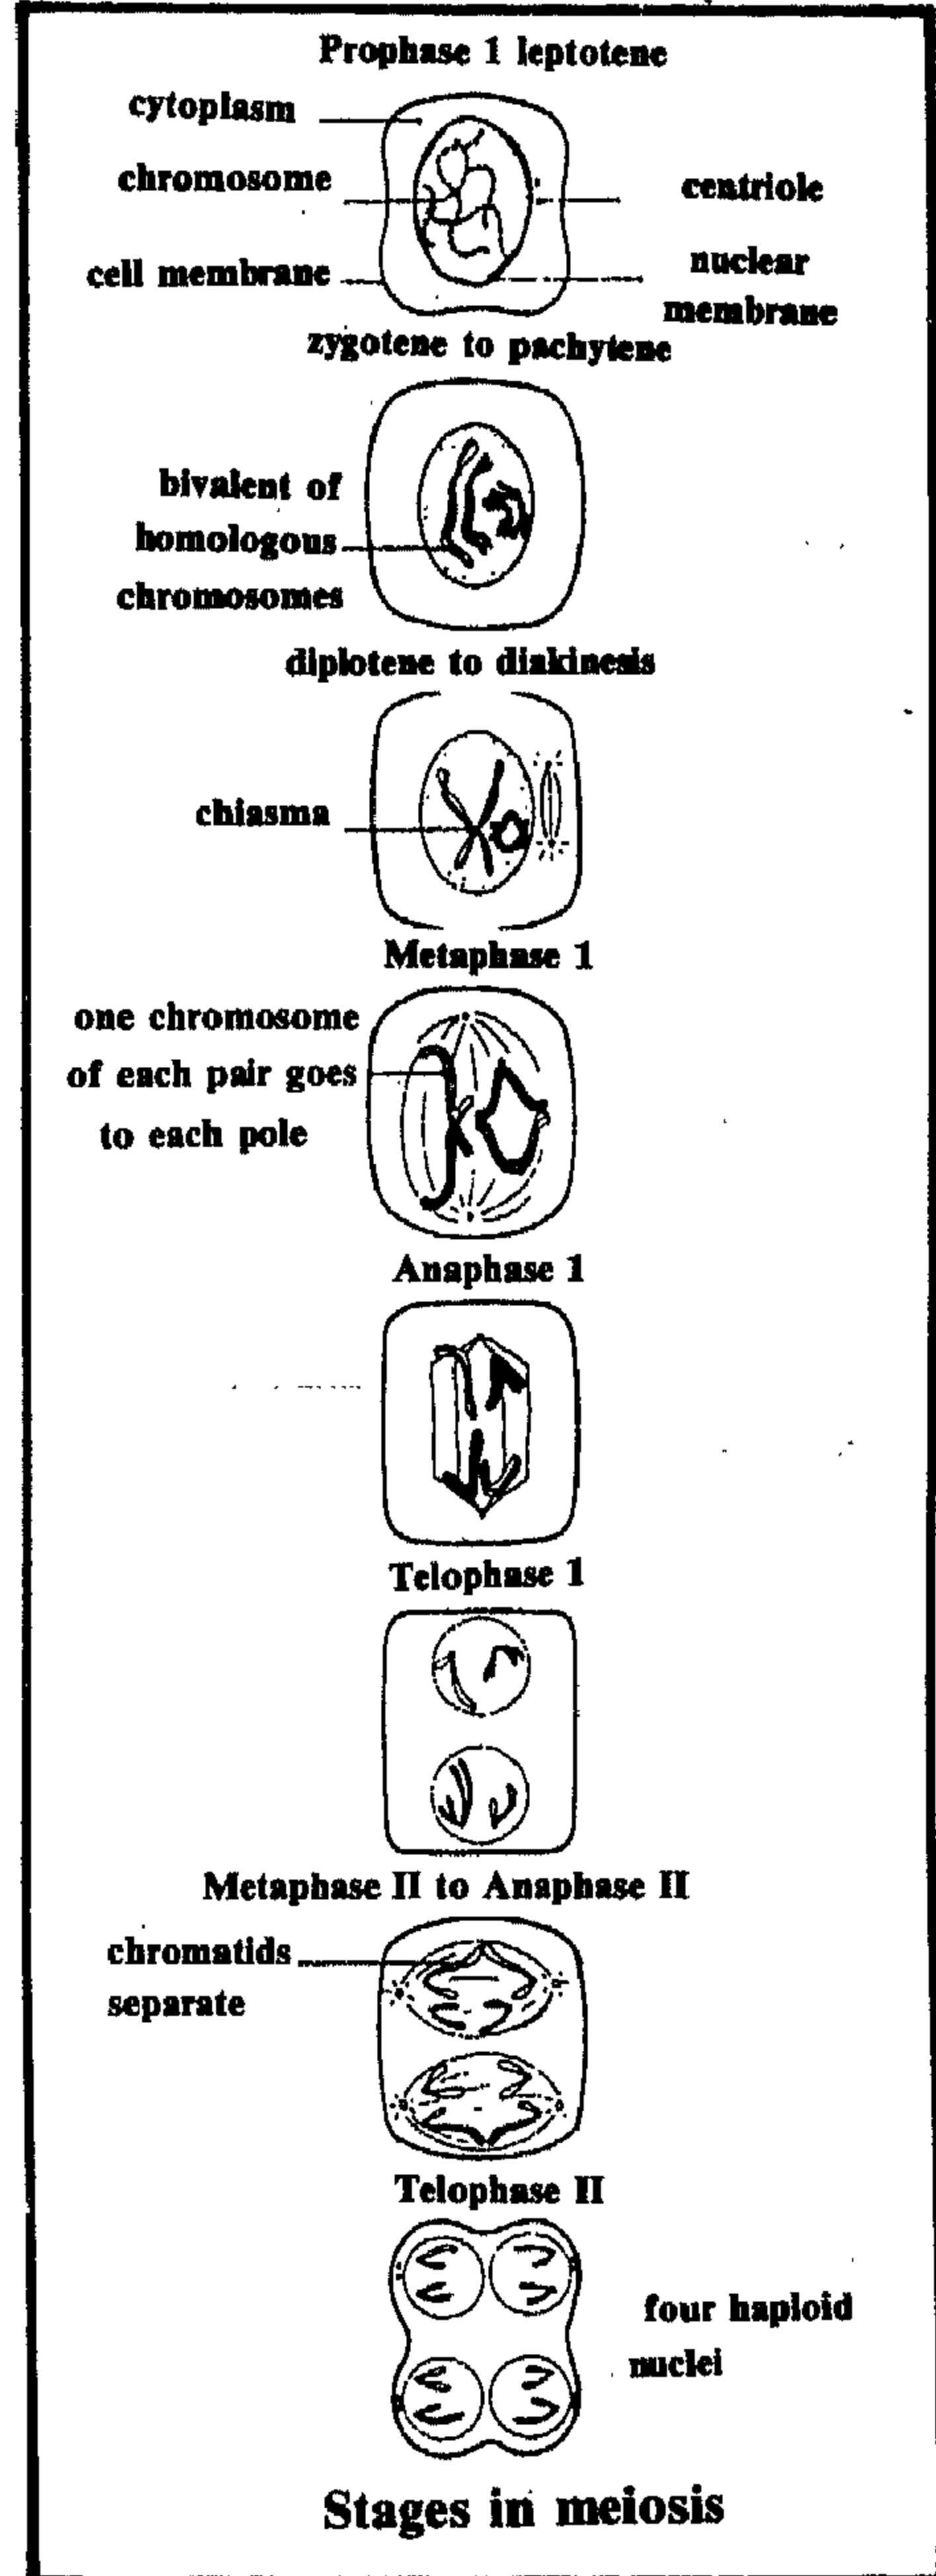 Prophase 1 leptotene
cytoplasm
chromosome
centriole
cell membrane
nuclear
membrane
zygotene to pachytene
bivalent of
homologous
chromosomes
diplotene to diakinesis
chiasma
Metaphase 1
one chromosome
of each pair goes
to each pole
Anaphase 1
Telophase 1
Metaphase II to Anaphase II
chromatids
separate
Telophase II
four haploid
nuclei
Stages in meiosis